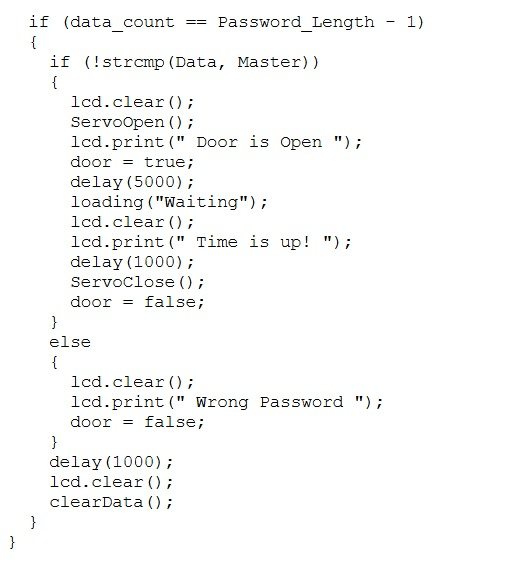 if (data_count == Password_Length - 1)
{
if (!strcmp(Data, Master))
{
lcd.clear();
ServoOpen();
lcd.print(" Door is Open ");
door = true;
delay(5000);
loading("Waiting");
lcd.clear();
lcd.print(" Time is up! ");
delay(1000);
ServoClose();
door = false;
}
else
{
lcd.clear();
lcd.print(" Wrong Password ");
door = false;
}
delay(1000);
lcd.clear();
clearData();
}
}